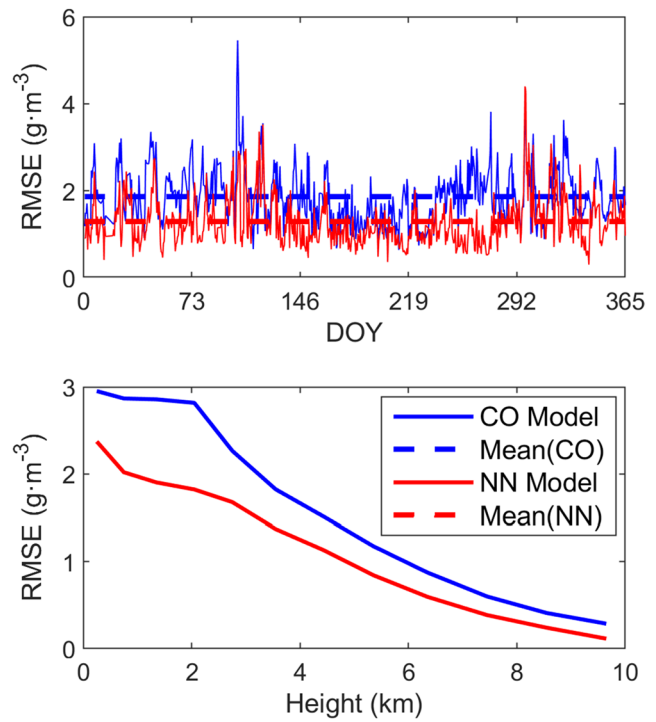 6
4
2
0
RMSE (g·m⁻³)
0 73 146 219 292 365
DOY
3
2
1
0
RMSE (g·m⁻³)
CO Model
Mean(CO)
NN Model
Mean(NN)
0 2 4 6 8 10
Height (km)